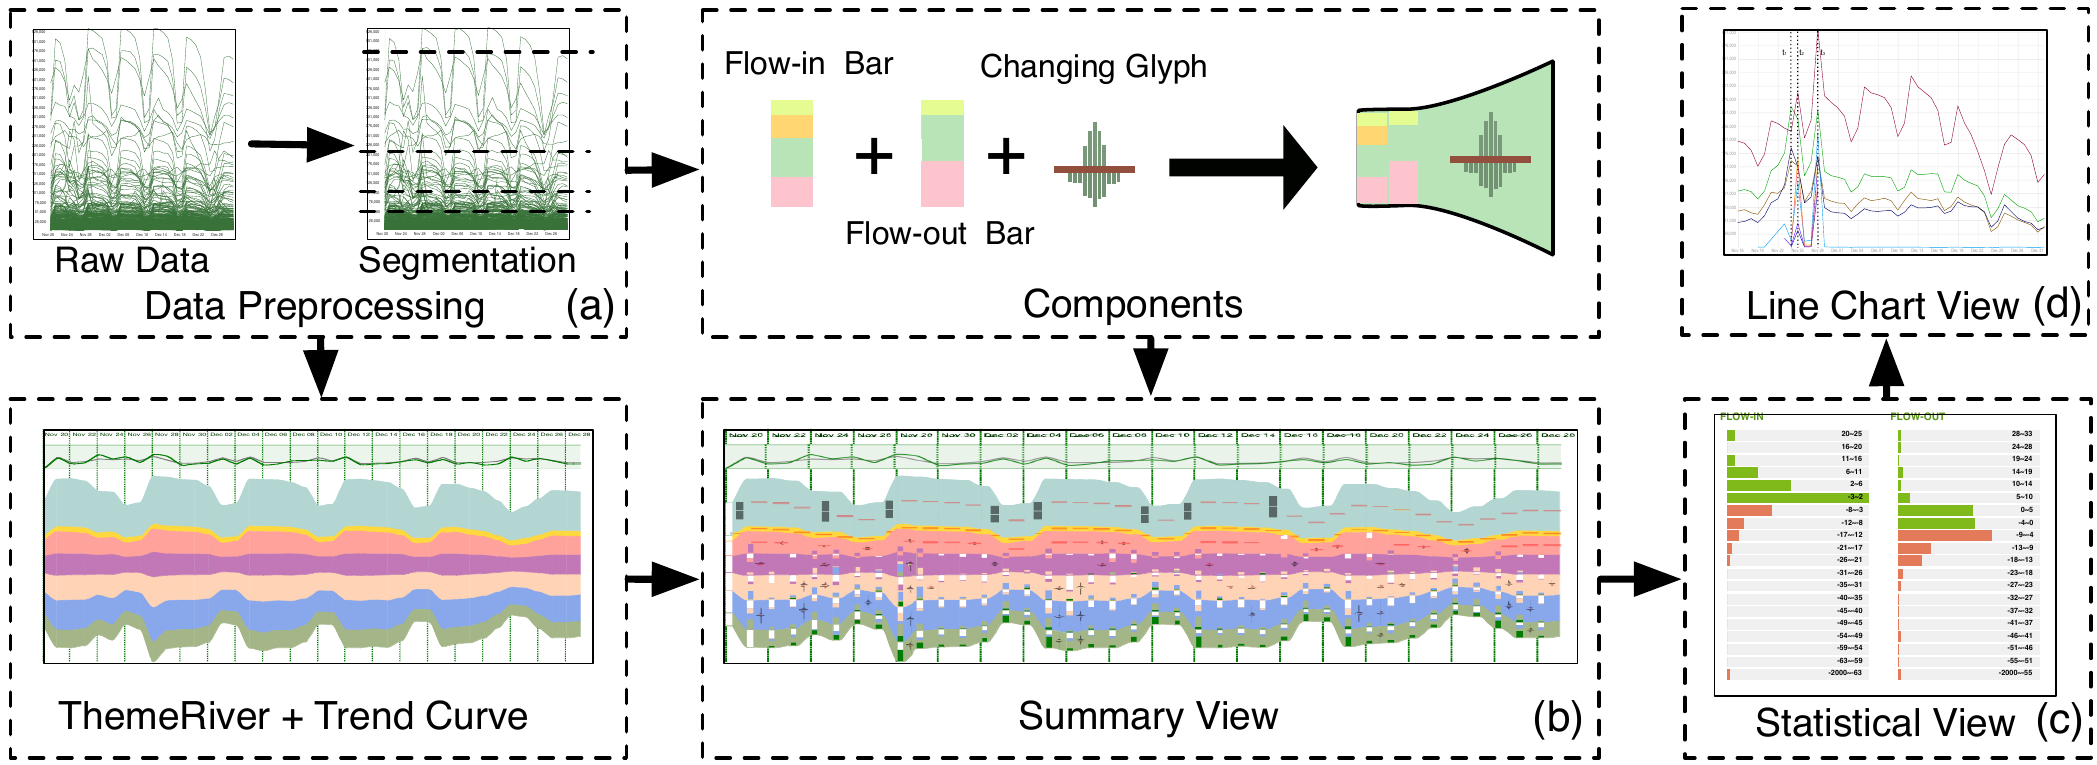 Raw Data
Segmentation
Data Preprocessing (a)
Flow-in Bar
Changing Glyph
Flow-out Bar
Components
Line Chart View (d)
Nov 20 Nov 22 Nov 24 Nov 26 Nov 28 Nov 30 Dec 02 Dec 04 Dec 06 Dec 08 Dec 10 Dec 12 Dec 14 Dec 16 Dec 18 Dec 20 Dec 22 Dec 24 Dec 26 Dec 28
ThemeRiver + Trend Curve
Nov 20 Nov 22 Nov 24 Nov 26 Nov 28 Nov 30 Dec 02 Dec 04 Dec 06 Dec 08 Dec 10 Dec 12 Dec 14 Dec 16 Dec 18 Dec 20 Dec 22 Dec 24 Dec 26 Dec 28
Summary View (b)
FLOW-IN FLOW-OUT
20~25 28~33
16~20 24~28
11~16 19~24
6~11 14~19
2~6 10~14
-3~2 5~10
-8~-3 0~5
-12~-8 -4~0
-17~-12 -9~-4
-21~-17 -13~-9
-26~-21 -18~-13
-31~-26 -23~-18
-35~-31 -27~-23
-40~-35 -32~-27
-45~-40 -37~-32
-49~-45 -41~-37
-54~-49 -46~-41
-59~-54 -51~-46
-63~-59 -55~-51
-2000~-63 -2000~-55
Statistical View (c)